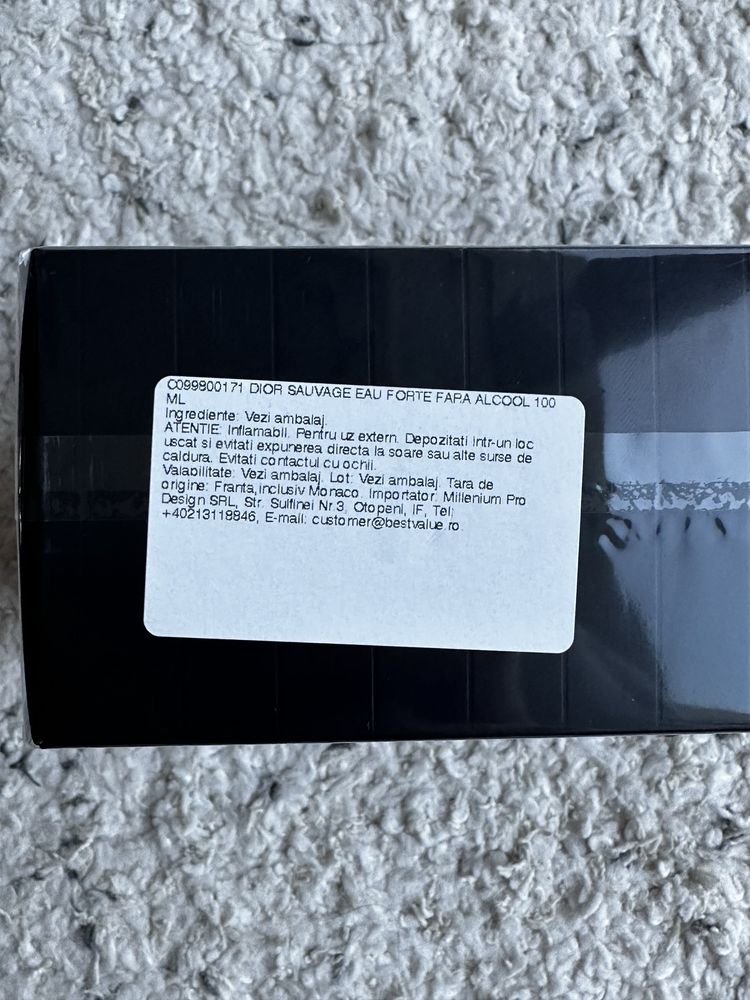 C099800171 DIOR SAUVAGE EAU FORTE FARA ALCOOL 100
ML
Ingrediente: Vezi ambalaj.
ATENTIE: Inflamabil. Pentru uz extern. Depozitati intr-un loc
uscat si evitati expunerea directa la soare sau alte surse de
caldura. Evitati contactul cu ochii.
Valabilitate: Vezi ambalaj. Lot: Vezi ambalaj. Tara de
origine: Franta, inclusiv Monaco. Importator: Millenium Pro
Design SRL, Str. Sulfinei Nr.3, Otopeni, IF, Tel:
+40213118846, E-mail: customer@bestvalue.ro